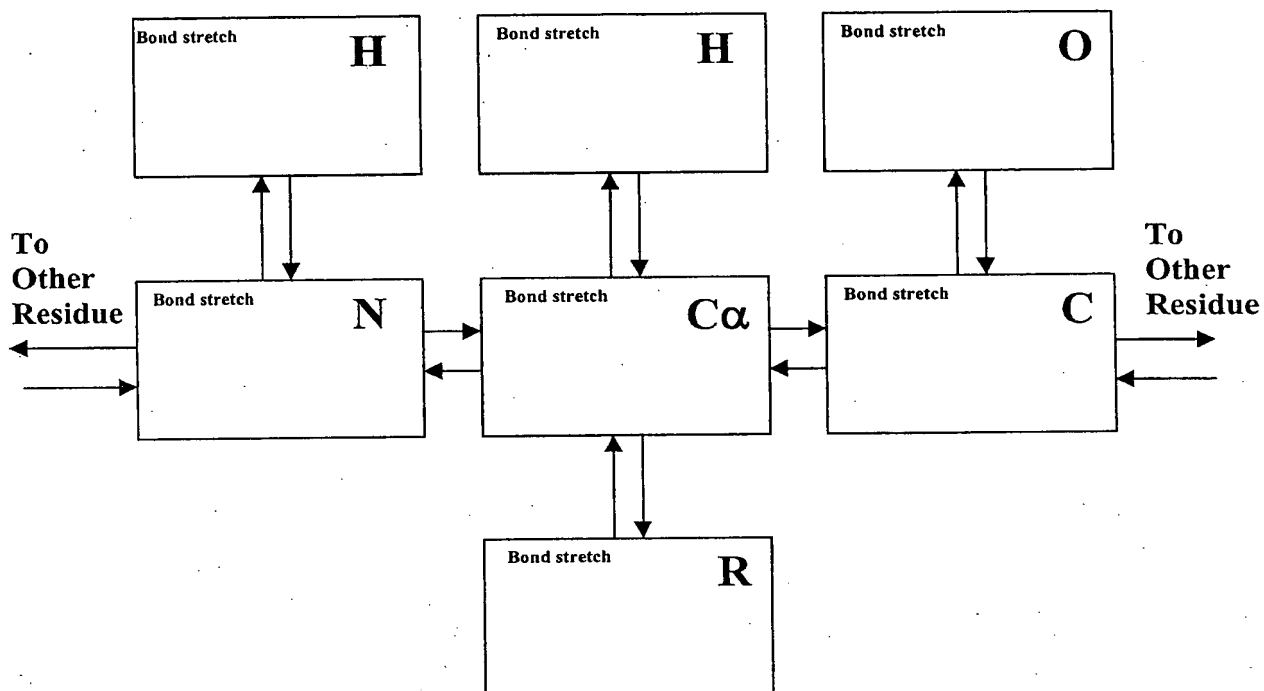 Bond stretch H
Bond stretch H
Bond stretch O
To
Other
Residue
Bond stretch N
Bond stretch Cα
Bond stretch C
To
Other
Residue
Bond stretch R